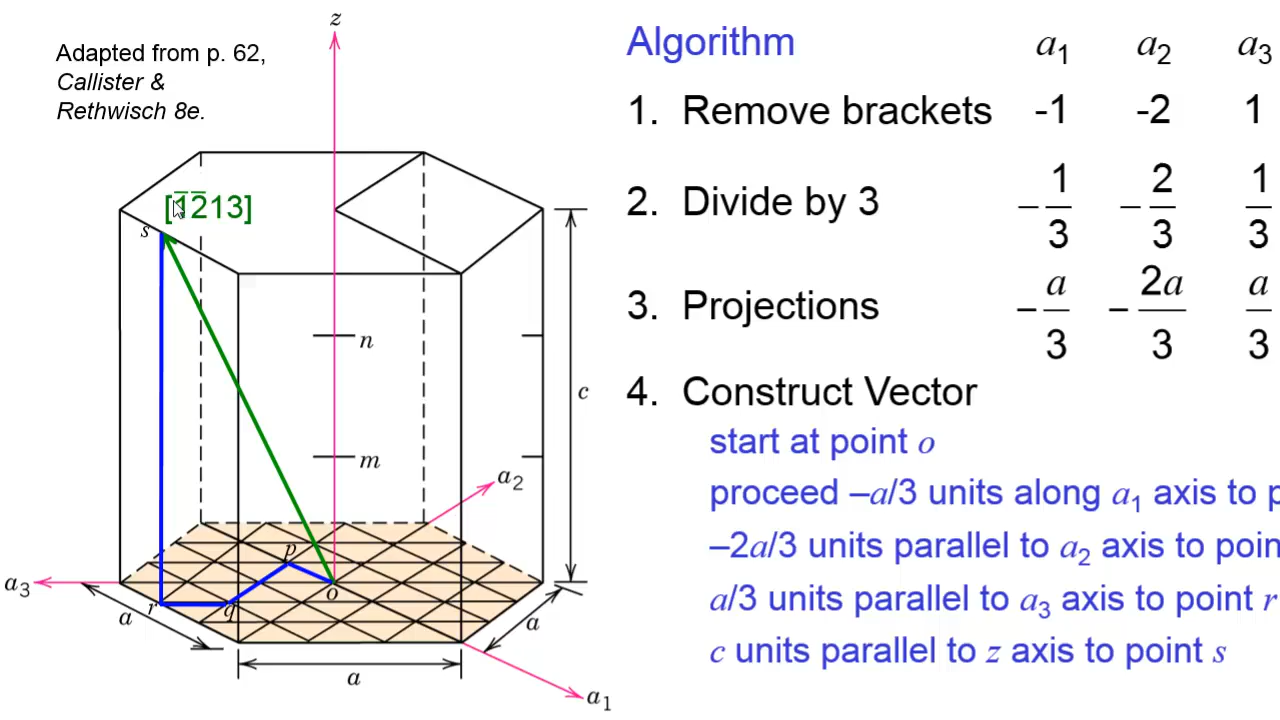 Adapted from p. 62,
Callister &
Rethwisch 8e.
z
[1̅2̅13]
s
n
m
c
a₂
p
o
a₃
r
q
a
a
a
a₁
Algorithm a₁ a₂ a₃
1. Remove brackets -1 -2 1
2. Divide by 3 −1/3 −2/3 1/3
3. Projections −a/3 −2a/3 a/3
4. Construct Vector
start at point o
proceed –a/3 units along a₁ axis to p
–2a/3 units parallel to a₂ axis to poin
a/3 units parallel to a₃ axis to point r
c units parallel to z axis to point s